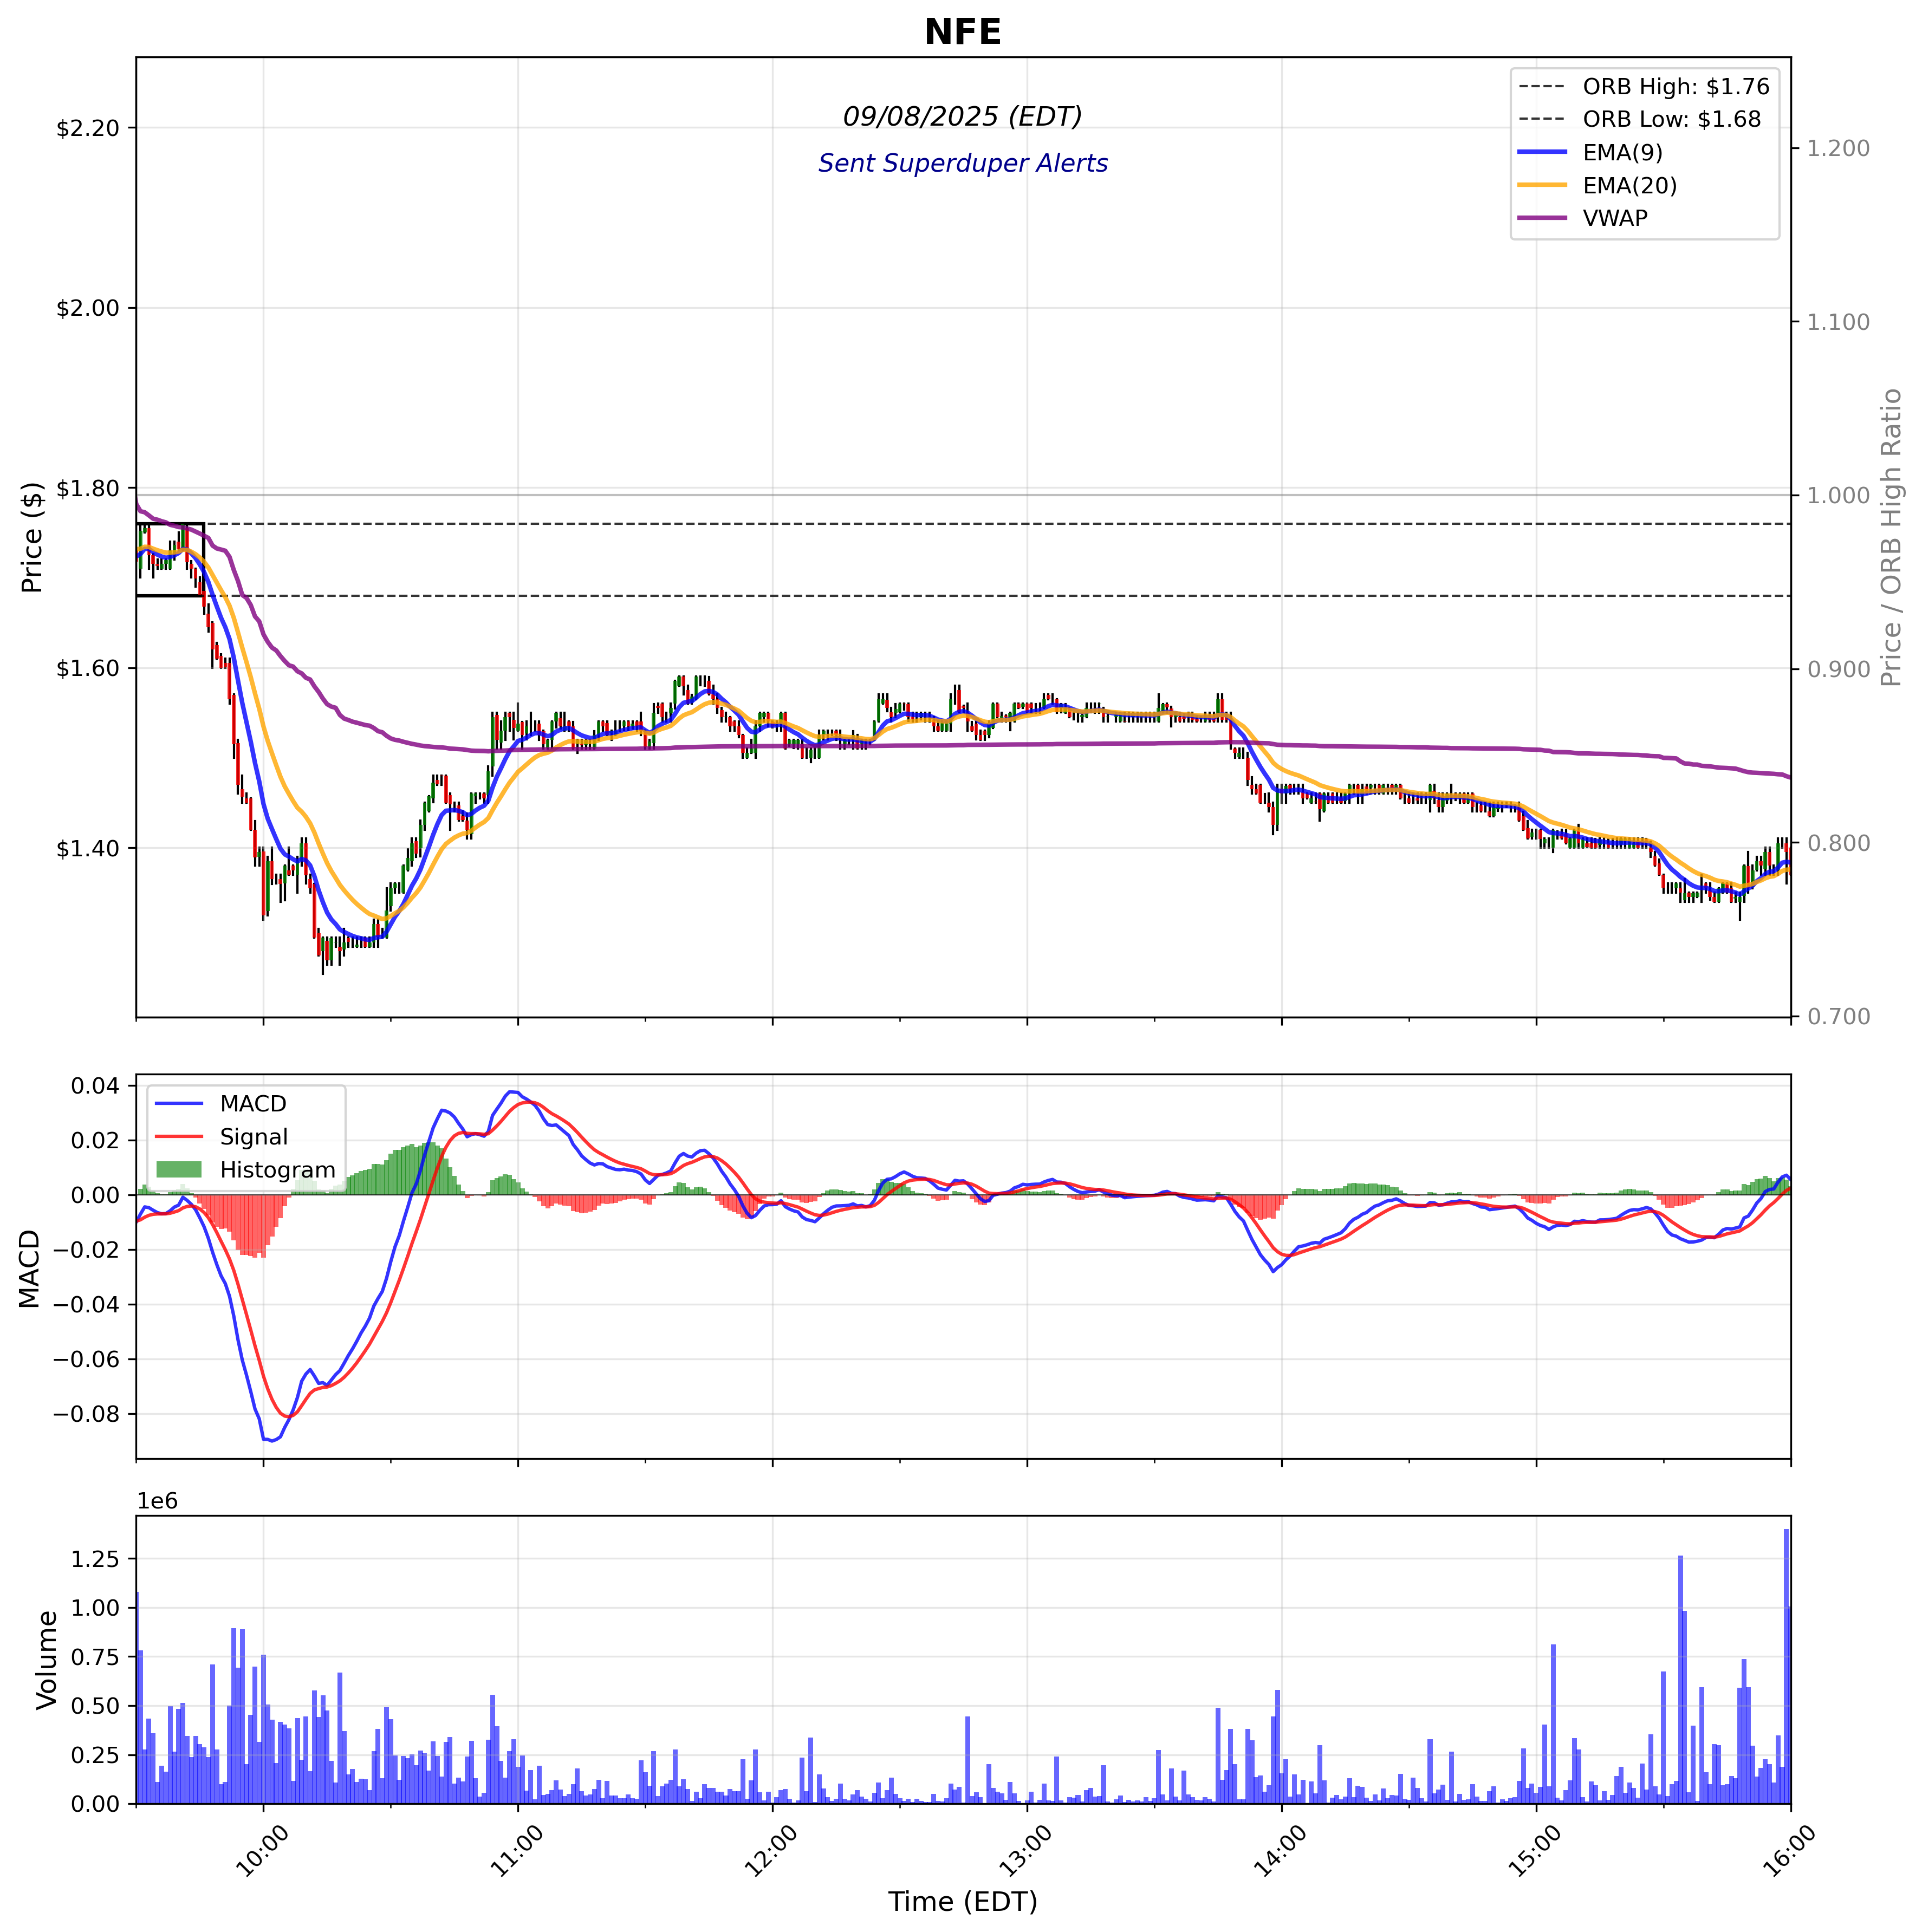 NFE
09/08/2025 (EDT)
Sent Superduper Alerts
ORB High: $1.76
ORB Low: $1.68
EMA(9)
EMA(20)
VWAP
Price ($)
$2.20
$2.00
$1.80
$1.60
$1.40
1.200
1.100
1.000
0.900
0.800
0.700
Price / ORB High Ratio
MACD
Signal
Histogram
MACD
0.04
0.02
0.00
−0.02
−0.04
−0.06
−0.08
1e6
Volume
1.25
1.00
0.75
0.50
0.25
0.00
10:00
11:00
12:00
13:00
14:00
15:00
16:00
Time (EDT)